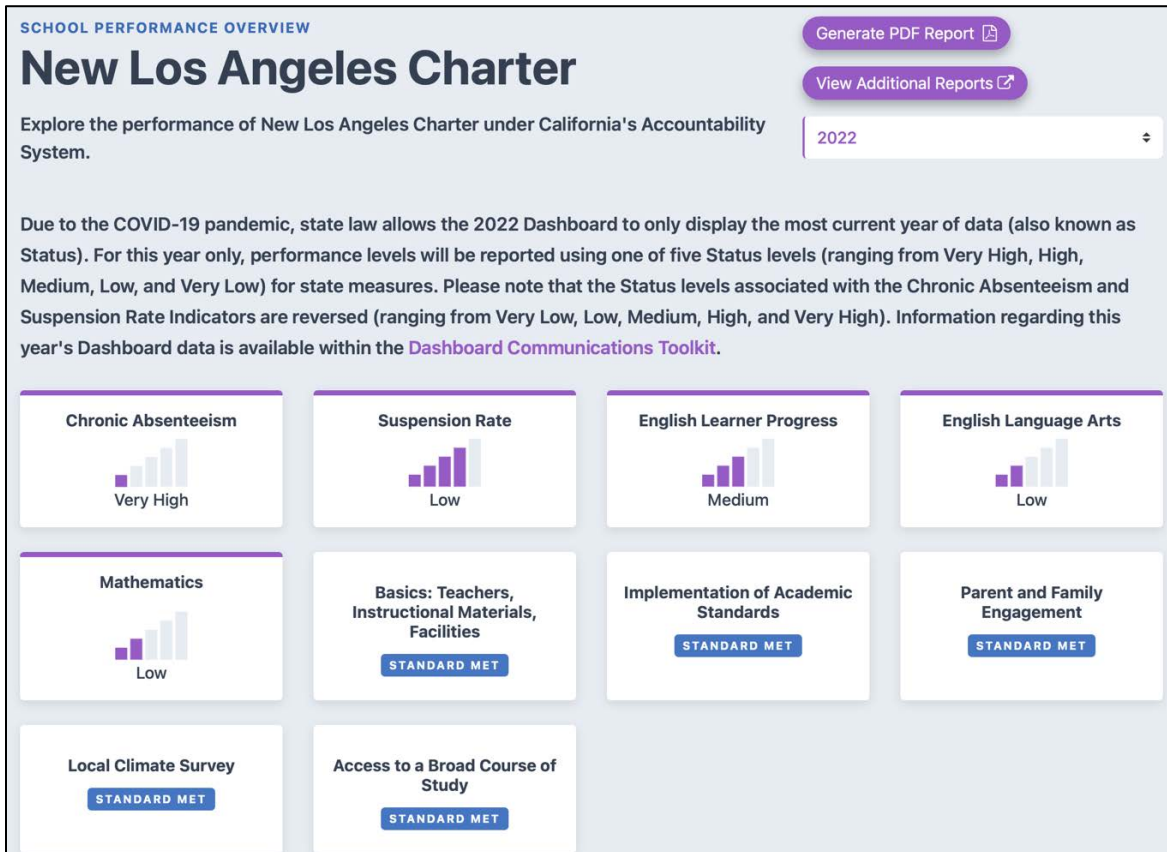 SCHOOL PERFORMANCE OVERVIEW
New Los Angeles Charter
Explore the performance of New Los Angeles Charter under California's Accountability
System.
Generate PDF Report
View Additional Reports
2022
Due to the COVID-19 pandemic, state law allows the 2022 Dashboard to only display the most current year of data (also known as
Status). For this year only, performance levels will be reported using one of five Status levels (ranging from Very High, High,
Medium, Low, and Very Low) for state measures. Please note that the Status levels associated with the Chronic Absenteeism and
Suspension Rate Indicators are reversed (ranging from Very Low, Low, Medium, High, and Very High). Information regarding this
year's Dashboard data is available within the Dashboard Communications Toolkit.
Chronic Absenteeism
Very High
Suspension Rate
Low
English Learner Progress
Medium
English Language Arts
Low
Mathematics
Low
Basics: Teachers,
Instructional Materials,
Facilities
STANDARD MET
Implementation of Academic
Standards
STANDARD MET
Parent and Family
Engagement
STANDARD MET
Local Climate Survey
STANDARD MET
Access to a Broad Course of
Study
STANDARD MET